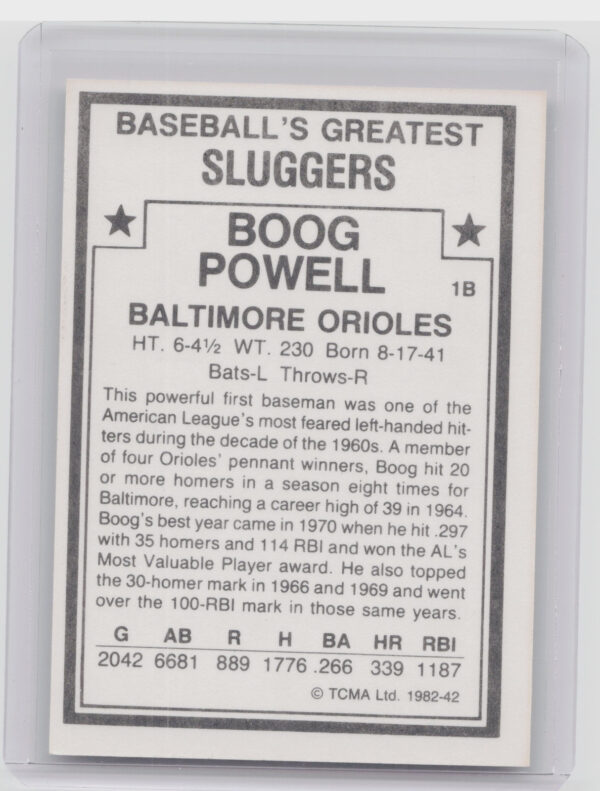 BASEBALL'S GREATEST
SLUGGERS
BOOG
POWELL
1B
BALTIMORE ORIOLES
HT. 6-4½ WT. 230 Born 8-17-41
Bats-L Throws-R
This powerful first baseman was one of the
American League's most feared left-handed hit-
ters during the decade of the 1960s. A member
of four Orioles' pennant winners, Boog hit 20
or more homers in a season eight times for
Baltimore, reaching a career high of 39 in 1964.
Boog's best year came in 1970 when he hit .297
with 35 homers and 114 RBI and won the AL's
Most Valuable Player award. He also topped
the 30-homer mark in 1966 and 1969 and went
over the 100-RBI mark in those same years.
G AB R H BA HR RBI
2042 6681 889 1776 .266 339 1187
© TCMA Ltd. 1982-42